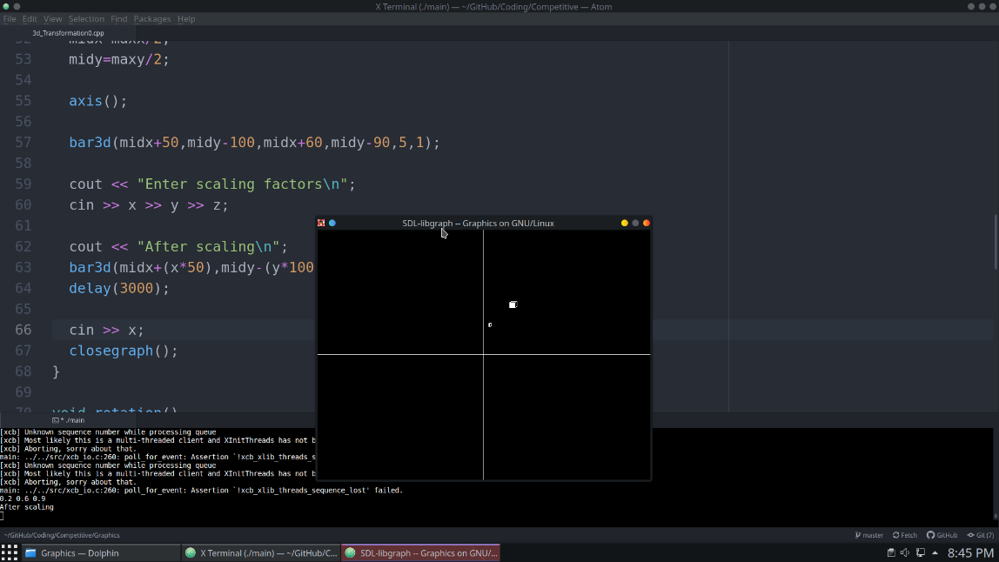 X Terminal (./main) — ~/GitHub/Coding/Competitive — Atom
File Edit View Selection Find Packages Help
3d_Transformation0.cpp
53 midy=maxy/2;
54
55 axis();
56
57 bar3d(midx+50,midy-100,midx+60,midy-90,5,1);
58
59 cout << "Enter scaling factors\n";
60 cin >> x >> y >> z;
61
62 cout << "After scaling\n";
63 bar3d(midx+(x*50),midy-(y*100
64 delay(3000);
65
66 cin >> x;
67 closegraph();
68 }
69
70 void rotation()
SDL-libgraph -- Graphics on GNU/Linux
* ./main
[xcb] Unknown sequence number while processing queue
[xcb] Most likely this is a multi-threaded client and XInitThreads has not b
[xcb] Aborting, sorry about that.
main: ../../src/xcb_io.c:260: poll_for_event: Assertion `!xcb_xlib_threads_s
[xcb] Unknown sequence number while processing queue
[xcb] Most likely this is a multi-threaded client and XInitThreads has not b
[xcb] Aborting, sorry about that.
main: ../../src/xcb_io.c:260: poll_for_event: Assertion `!xcb_xlib_threads_sequence_lost' failed.
0.2 0.6 0.9
After scaling
~/GitHub/Coding/Competitive/Graphics
master Fetch GitHub Git (7)
Graphics — Dolphin
X Terminal (./main) — ~/GitHub/C...
SDL-libgraph -- Graphics on GNU/...
8:45 PM